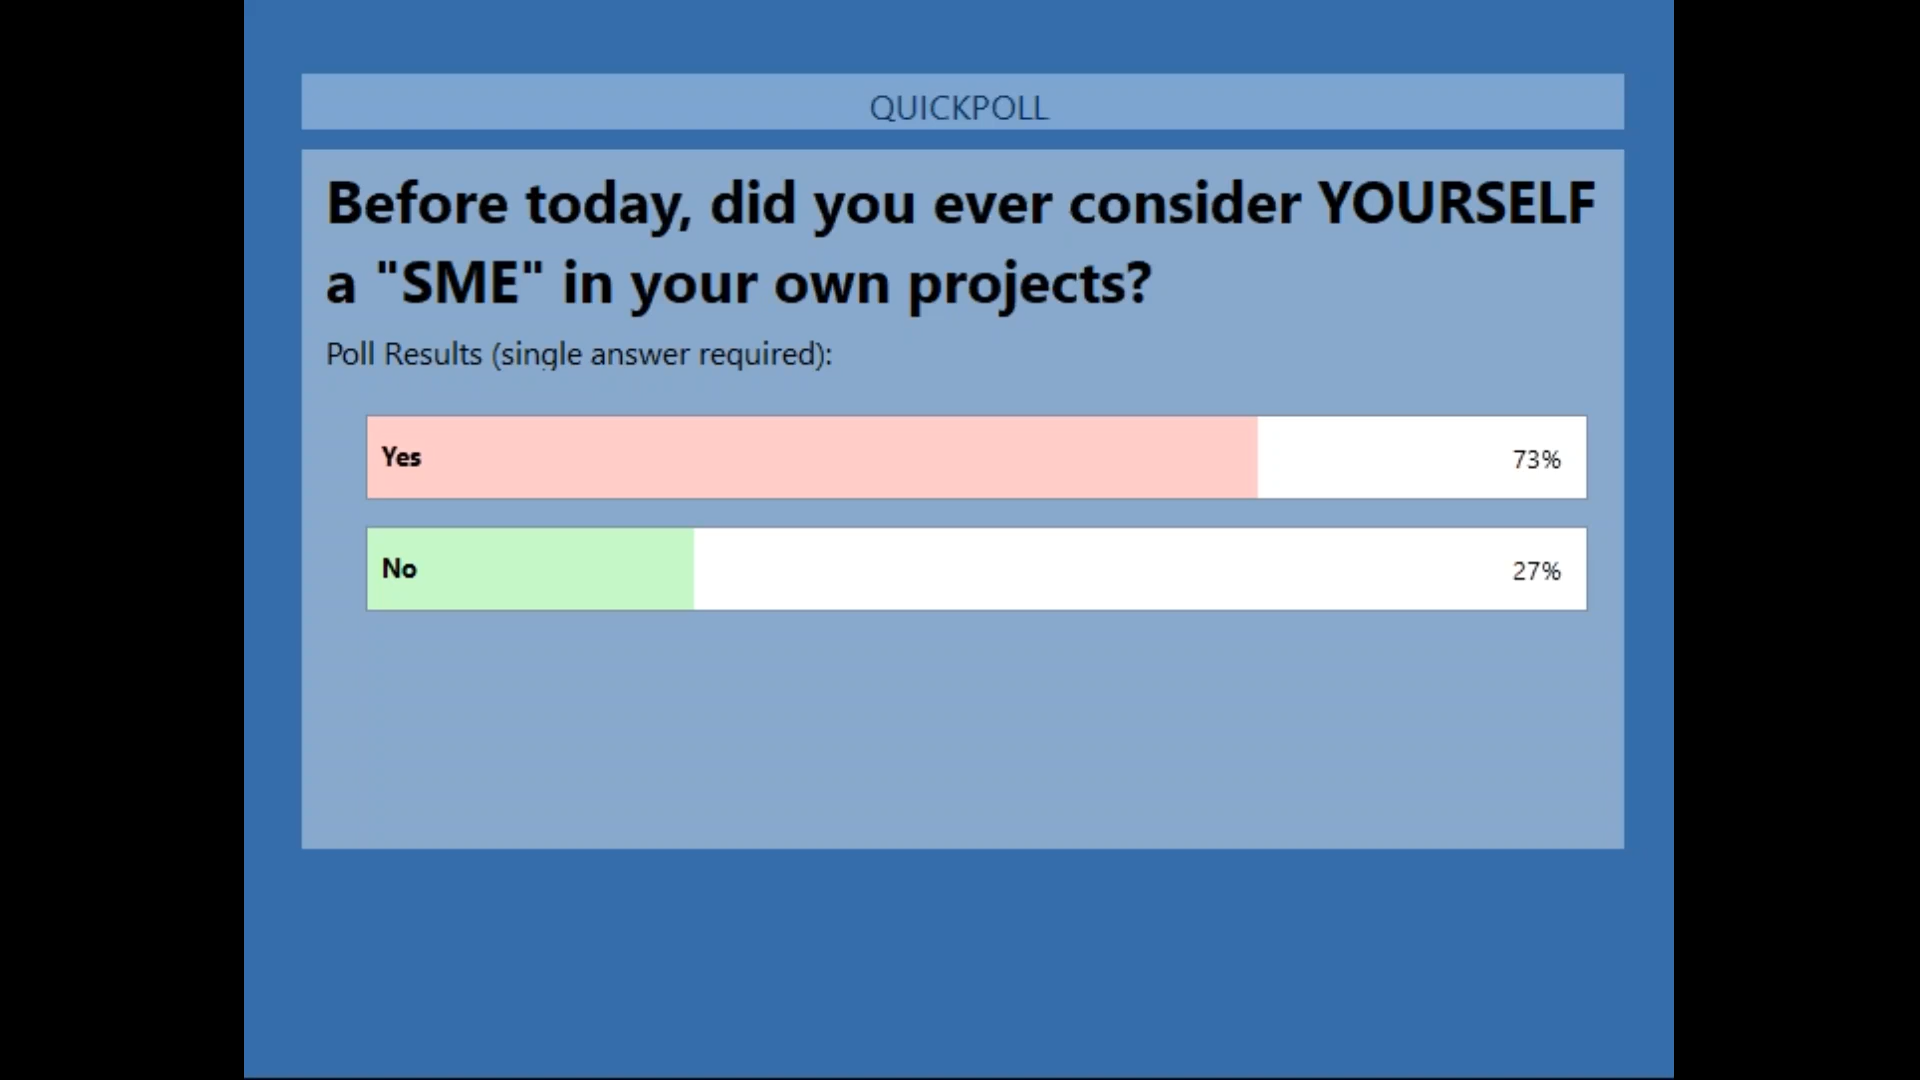 QUICKPOLL
Before today, did you ever consider YOURSELF
a "SME" in your own projects?
Poll Results (single answer required):
Yes 73%
No 27%